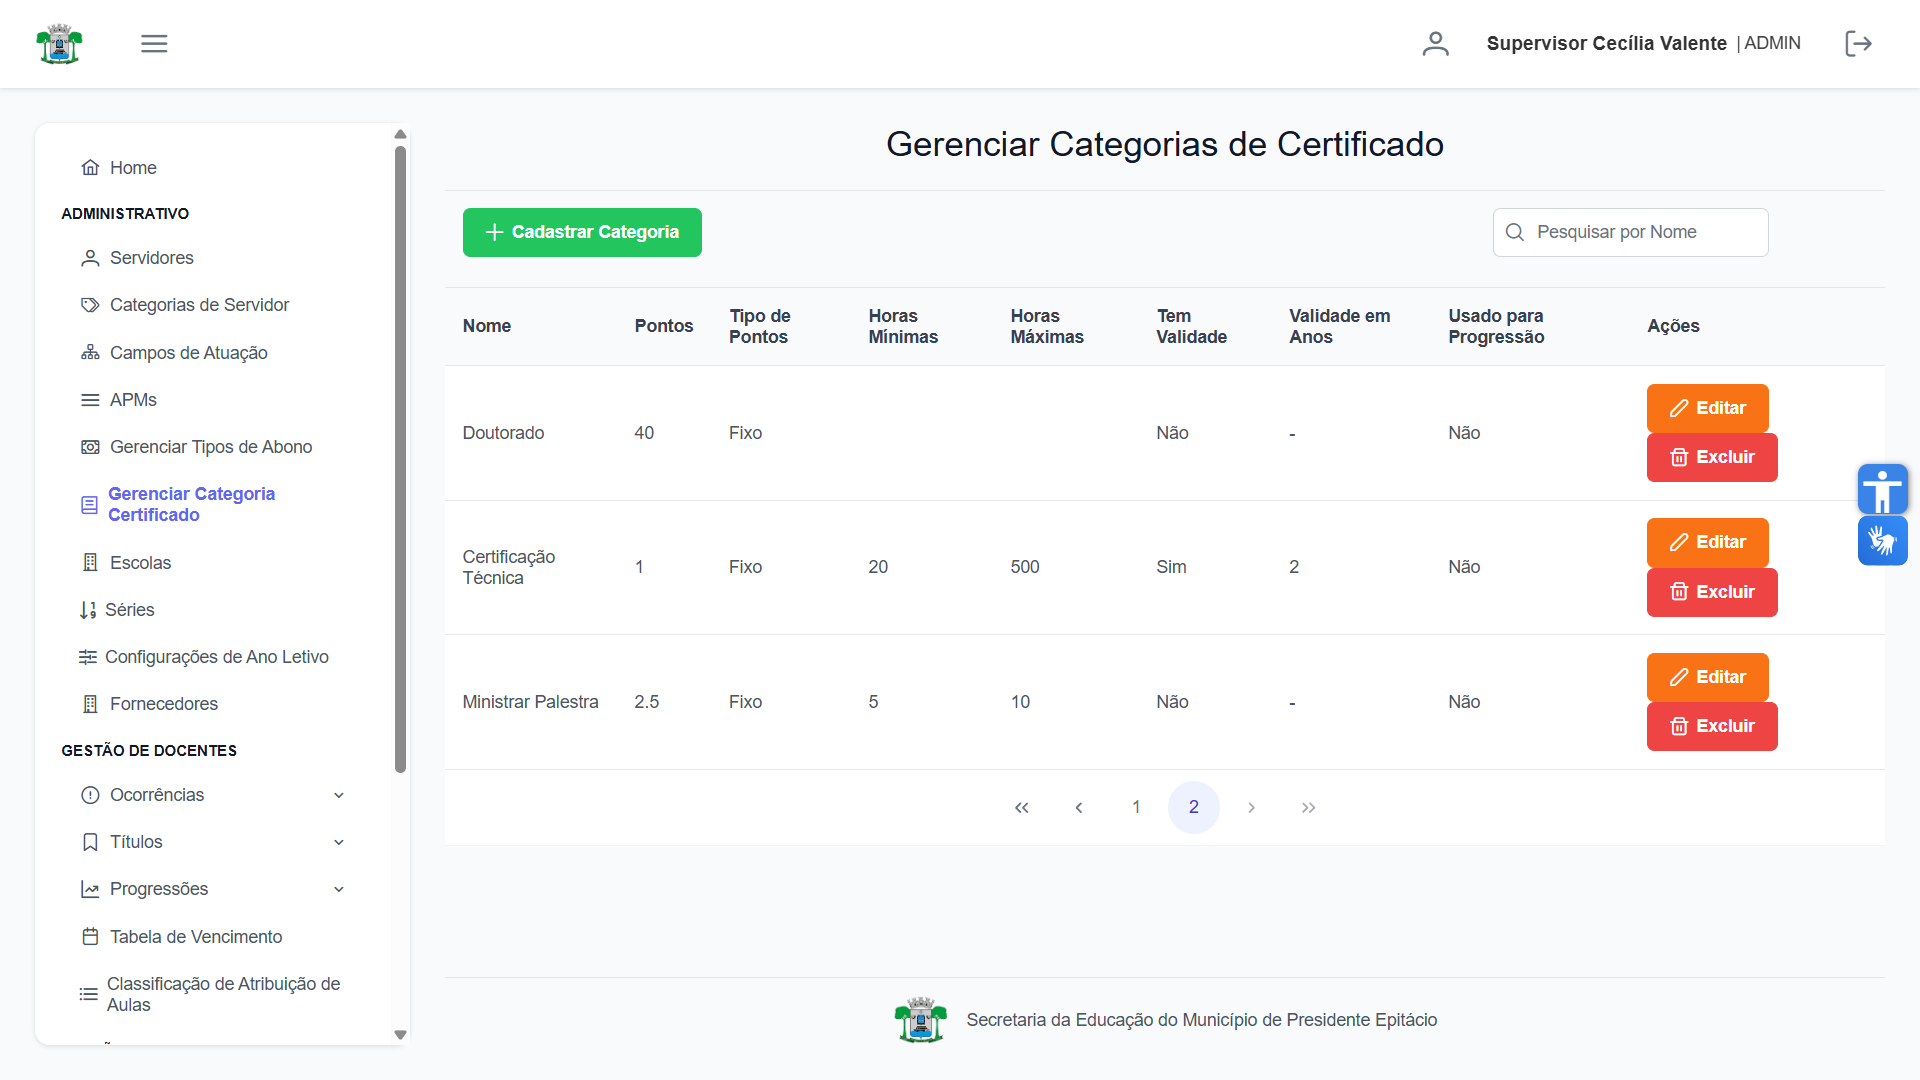 Supervisor Cecília Valente | ADMIN
Home
ADMINISTRATIVO
Servidores
Categorias de Servidor
Campos de Atuação
APMs
Gerenciar Tipos de Abono
Gerenciar Categoria
Certificado
Escolas
Séries
Configurações de Ano Letivo
Fornecedores
GESTÃO DE DOCENTES
Ocorrências
Títulos
Progressões
Tabela de Vencimento
Classificação de Atribuição de
Aulas
Gerenciar Categorias de Certificado
Cadastrar Categoria
Pesquisar por Nome
Nome Pontos Tipo de Pontos Horas Mínimas Horas Máximas Tem Validade Validade em Anos Usado para Progressão Ações
Doutorado 40 Fixo Não - Não Editar Excluir
Certificação Técnica 1 Fixo 20 500 Sim 2 Não Editar Excluir
Ministrar Palestra 2.5 Fixo 5 10 Não - Não Editar Excluir
« ‹ 1 2 › »
Secretaria da Educação do Município de Presidente Epitácio